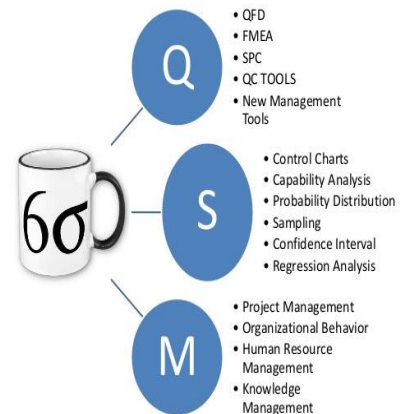 Q
• QFD
• FMEA
• SPC
• QC TOOLS
• New Management
Tools
6σ
S
• Control Charts
• Capability Analysis
• Probability Distribution
• Sampling
• Confidence Interval
• Regression Analysis
M
• Project Management
• Organizational Behavior
• Human Resource
Management
• Knowledge
Management